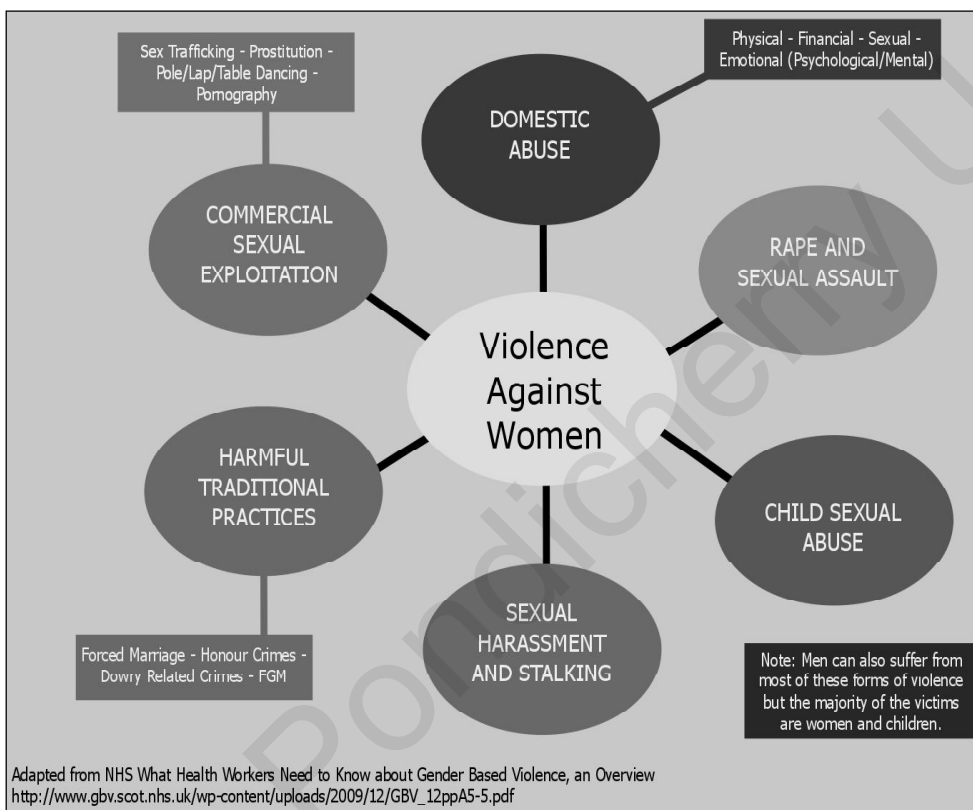 Sex Trafficking - Prostitution -
Pole/Lap/Table Dancing -
Pornography
Physical - Financial - Sexual -
Emotional (Psychological/Mental)
DOMESTIC
ABUSE
COMMERCIAL
SEXUAL
EXPLOITATION
RAPE AND
SEXUAL ASSAULT
Violence
Against
Women
HARMFUL
TRADITIONAL
PRACTICES
CHILD SEXUAL
ABUSE
SEXUAL
HARASSMENT
AND STALKING
Forced Marriage - Honour Crimes -
Dowry Related Crimes - FGM
Note: Men can also suffer from
most of these forms of violence
but the majority of the victims
are women and children.
Adapted from NHS What Health Workers Need to Know about Gender Based Violence, an Overview
http://www.gbv.scot.nhs.uk/wp-content/uploads/2009/12/GBV_12ppA5-5.pdf
Pondicherry U